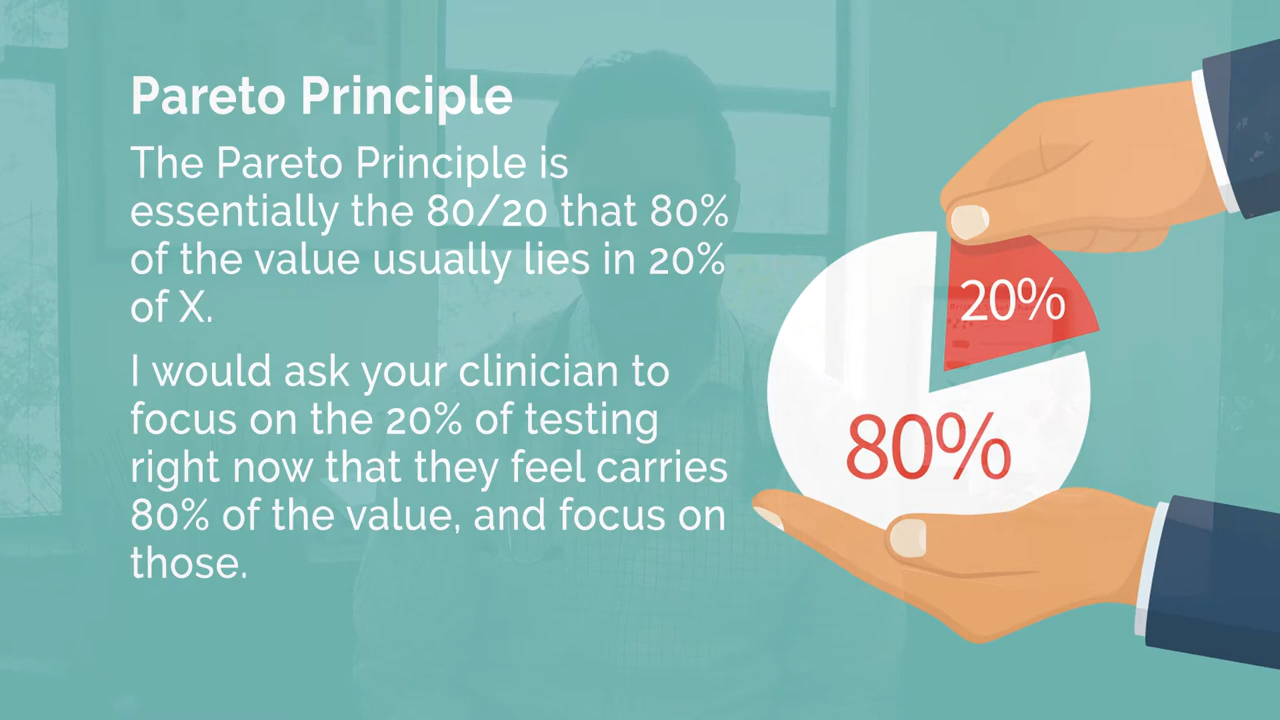 Pareto Principle
The Pareto Principle is
essentially the 80/20 that 80%
of the value usually lies in 20%
of X.
I would ask your clinician to
focus on the 20% of testing
right now that they feel carries
80% of the value, and focus on
those.
20%
80%